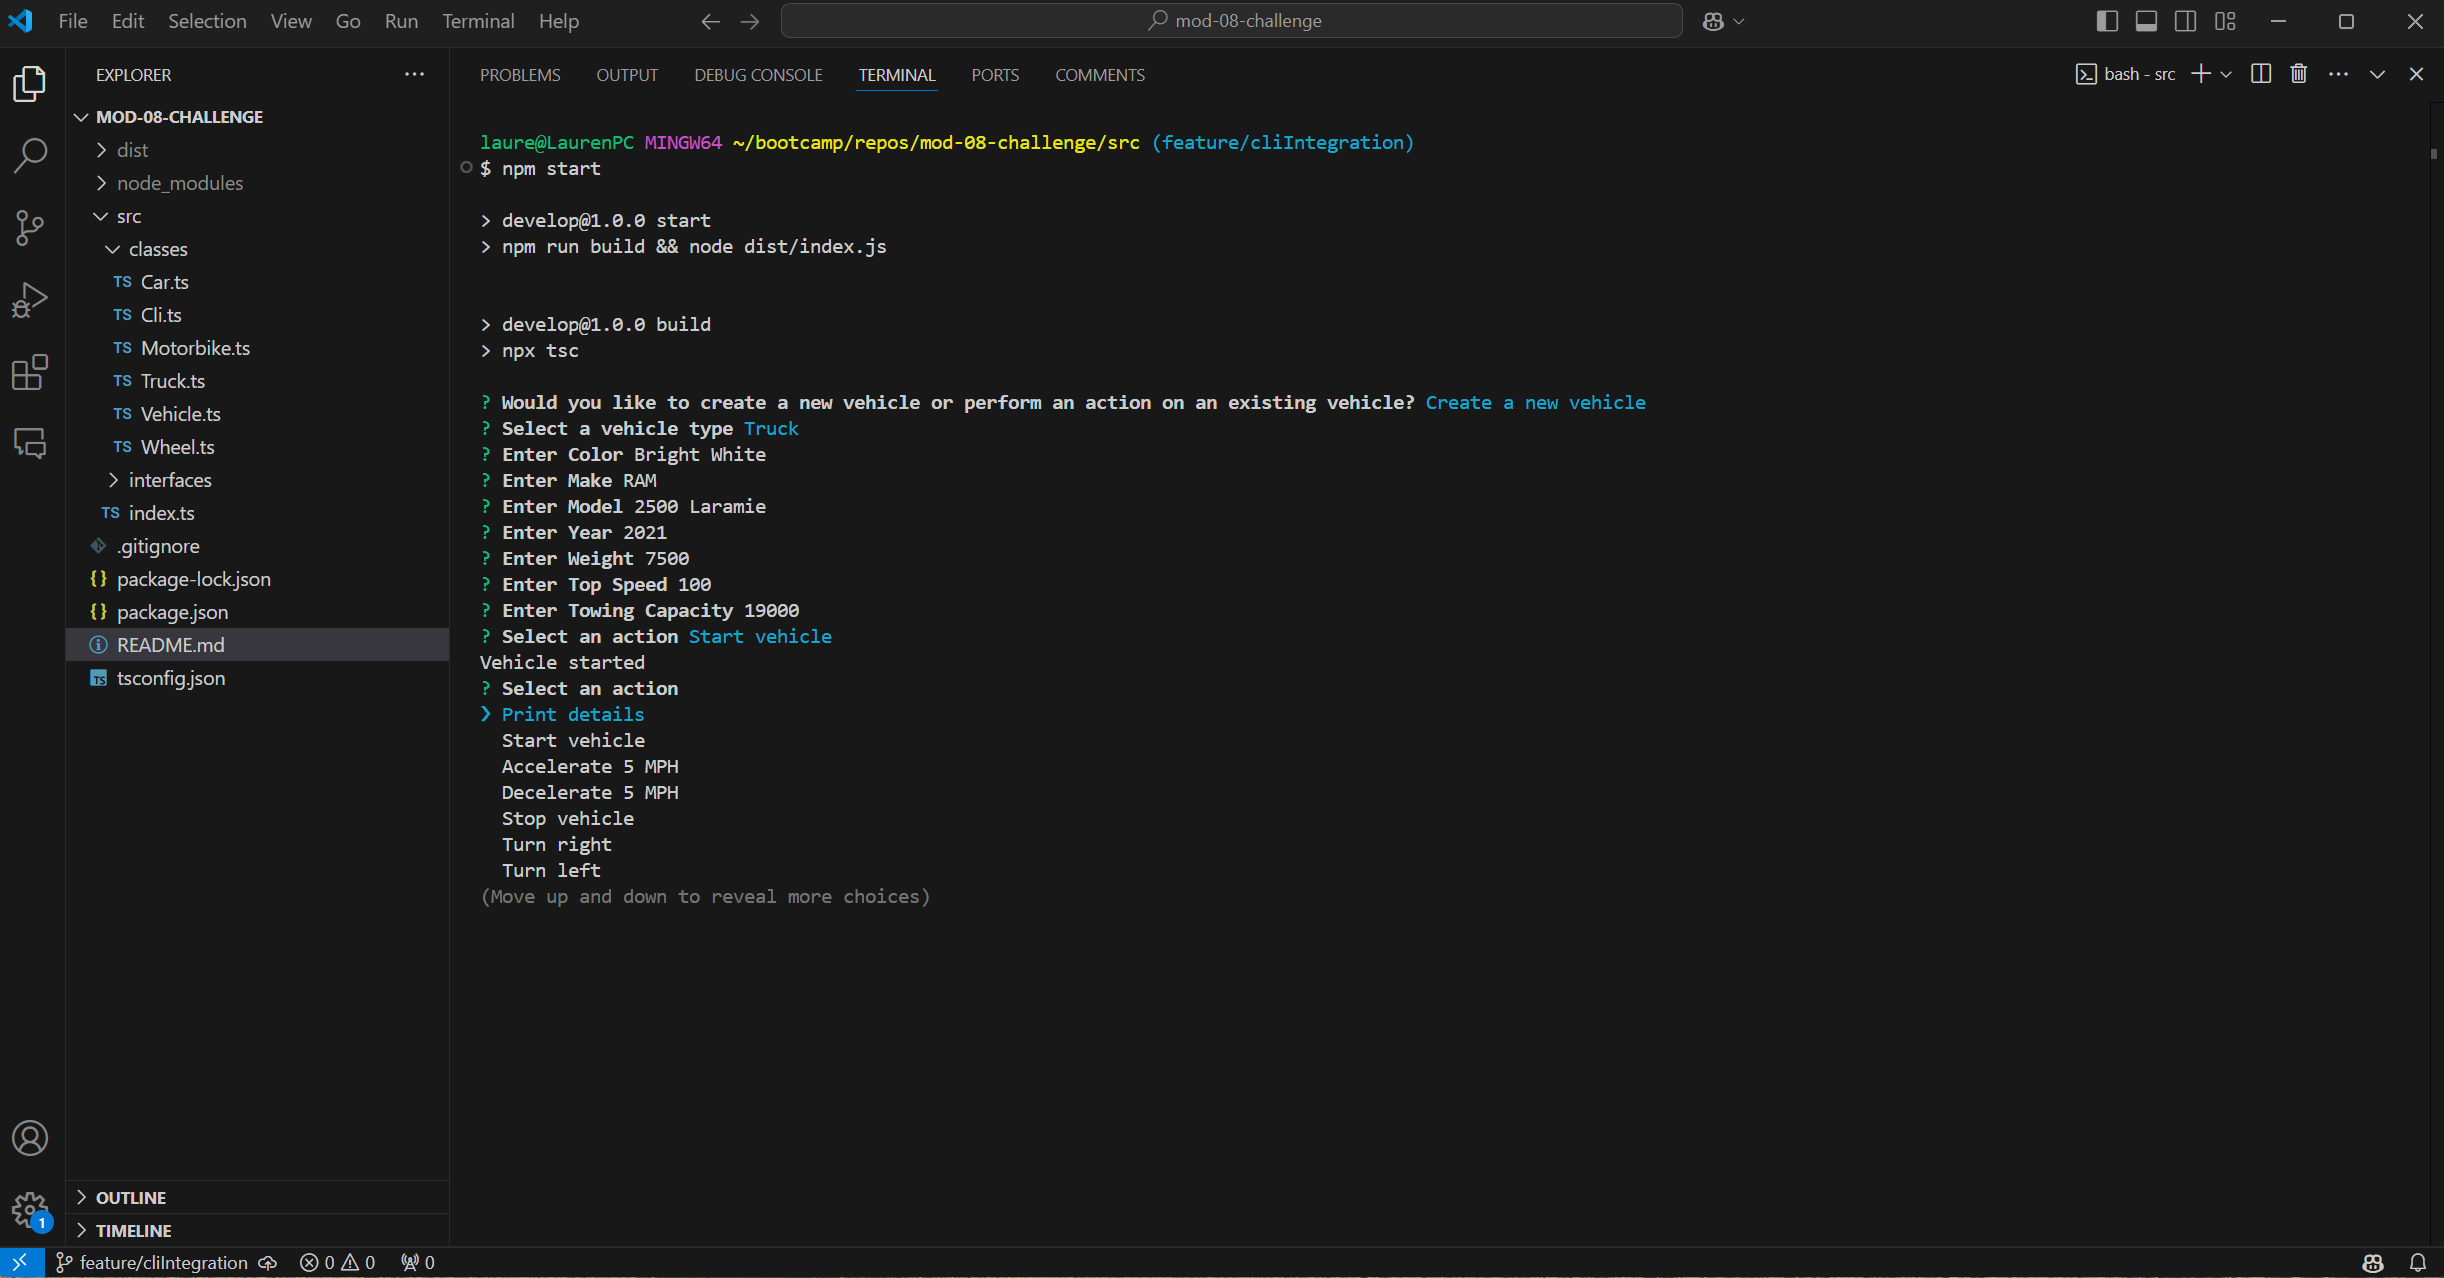 File Edit Selection View Go Run Terminal Help
mod-08-challenge
EXPLORER
MOD-08-CHALLENGE
dist
node_modules
src
classes
TS Car.ts
TS Cli.ts
TS Motorbike.ts
TS Truck.ts
TS Vehicle.ts
TS Wheel.ts
interfaces
TS index.ts
.gitignore
{} package-lock.json
{} package.json
README.md
TS tsconfig.json
OUTLINE
TIMELINE
1
PROBLEMS OUTPUT DEBUG CONSOLE TERMINAL PORTS COMMENTS
bash - src
laure@LaurenPC MINGW64 ~/bootcamp/repos/mod-08-challenge/src (feature/cliIntegration)
$ npm start
> develop@1.0.0 start
> npm run build && node dist/index.js
> develop@1.0.0 build
> npx tsc
? Would you like to create a new vehicle or perform an action on an existing vehicle? Create a new vehicle
? Select a vehicle type Truck
? Enter Color Bright White
? Enter Make RAM
? Enter Model 2500 Laramie
? Enter Year 2021
? Enter Weight 7500
? Enter Top Speed 100
? Enter Towing Capacity 19000
? Select an action Start vehicle
Vehicle started
? Select an action
❯ Print details
Start vehicle
Accelerate 5 MPH
Decelerate 5 MPH
Stop vehicle
Turn right
Turn left
(Move up and down to reveal more choices)
feature/cliIntegration 0 0 0